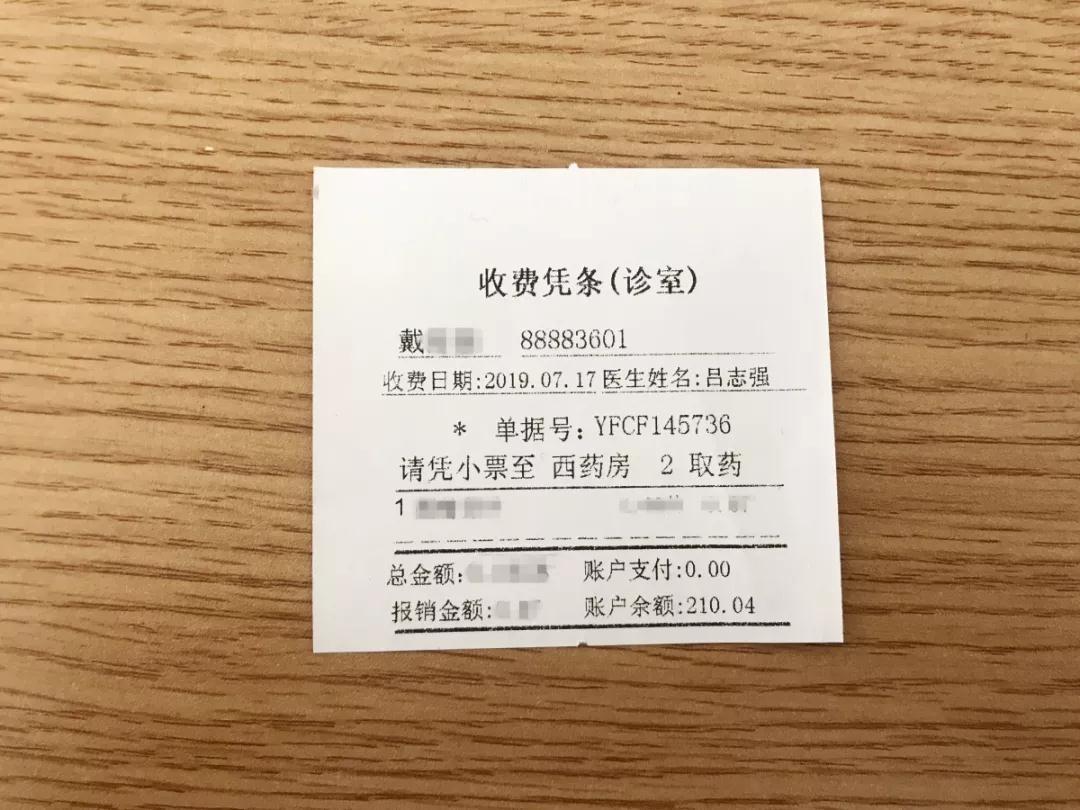 收费凭条(诊室)
戴 88883601
收费日期:2019.07.17 医生姓名:吕志强
* 单据号: YFCF145736
请凭小票至 西药房 2 取药
1
总金额: 账户支付:0.00
报销金额: 账户余额:210.04